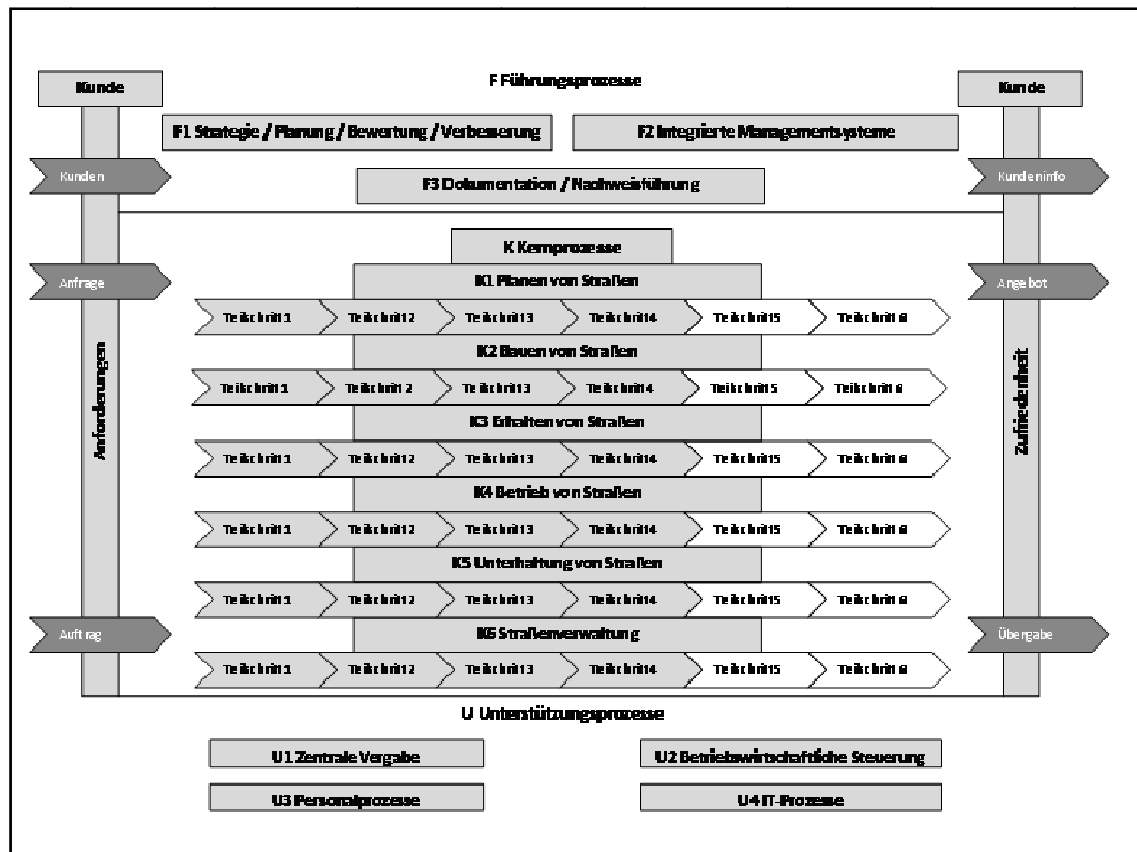 F Führungsprozesse
Kunde
Kunde
F1 Strategie / Planung / Bewertung / Verbesserung
F2 Integrierte Managementsysteme
Kunden
F3 Dokumentation / Nachweisführung
Kundeninfo
K Kernprozesse
Anfrage
K1 Planen von Straßen
Angebot
Teilschritt 1 Teilschritt 2 Teilschritt 3 Teilschritt 4 Teilschritt 5 Teilschritt 6
K2 Bauen von Straßen
Teilschritt 1 Teilschritt 2 Teilschritt 3 Teilschritt 4 Teilschritt 5 Teilschritt 6
Anforderungen
Zufriedenheit
K3 Erhalten von Straßen
Teilschritt 1 Teilschritt 2 Teilschritt 3 Teilschritt 4 Teilschritt 5 Teilschritt 6
K4 Betrieb von Straßen
Teilschritt 1 Teilschritt 2 Teilschritt 3 Teilschritt 4 Teilschritt 5 Teilschritt 6
K5 Unterhaltung von Straßen
Teilschritt 1 Teilschritt 2 Teilschritt 3 Teilschritt 4 Teilschritt 5 Teilschritt 6
Auftrag
K6 Straßenverwaltung
Übergabe
Teilschritt 1 Teilschritt 2 Teilschritt 3 Teilschritt 4 Teilschritt 5 Teilschritt 6
U Unterstützungsprozesse
U1 Zentrale Vergabe
U2 Betriebswirtschaftliche Steuerung
U3 Personalprozesse
U4 IT-Prozesse